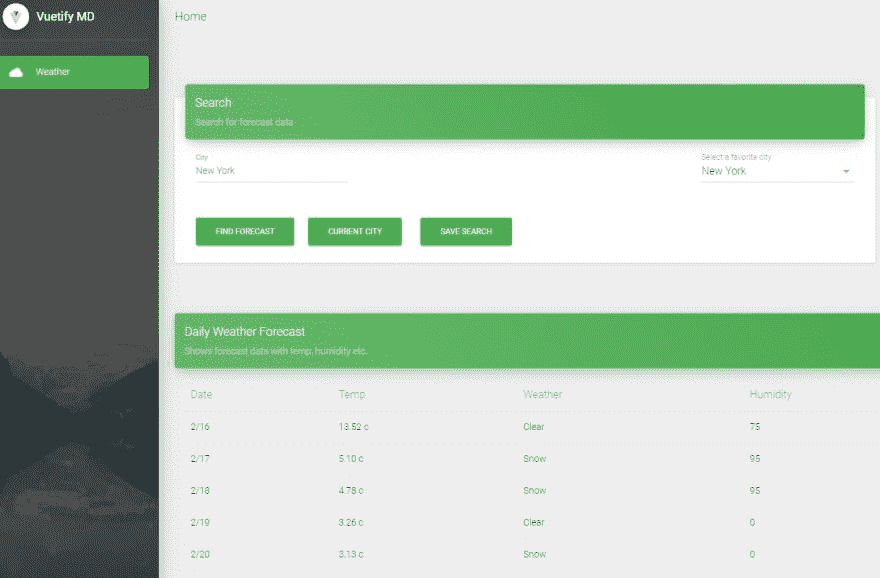 Vuetify MD
Home
Weather
Search
Search for forecast data
City
New York
Select a favorite city
New York
FIND FORECAST CURRENT CITY SAVE SEARCH
Daily Weather Forecast
Shows forecast data with temp, humidity etc.
Date Temp Weather Humidity
2/16 13.52 c Clear 75
2/17 5.10 c Snow 95
2/18 4.78 c Snow 95
2/19 3.26 c Clear 0
2/20 3.13 c Snow 0